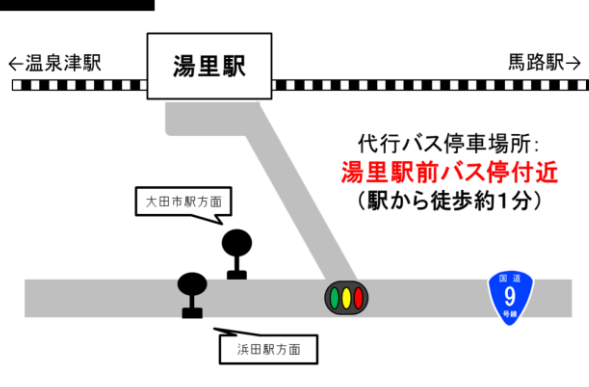 ←温泉津駅
湯里駅
馬路駅→
代行バス停車場所:
湯里駅前バス停付近
(駅から徒歩約1分)
大田市駅方面
国道
9
号線
浜田駅方面